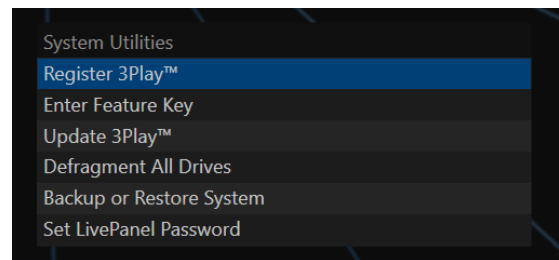 System Utilities
Register 3Play™
Enter Feature Key
Update 3Play™
Defragment All Drives
Backup or Restore System
Set LivePanel Password